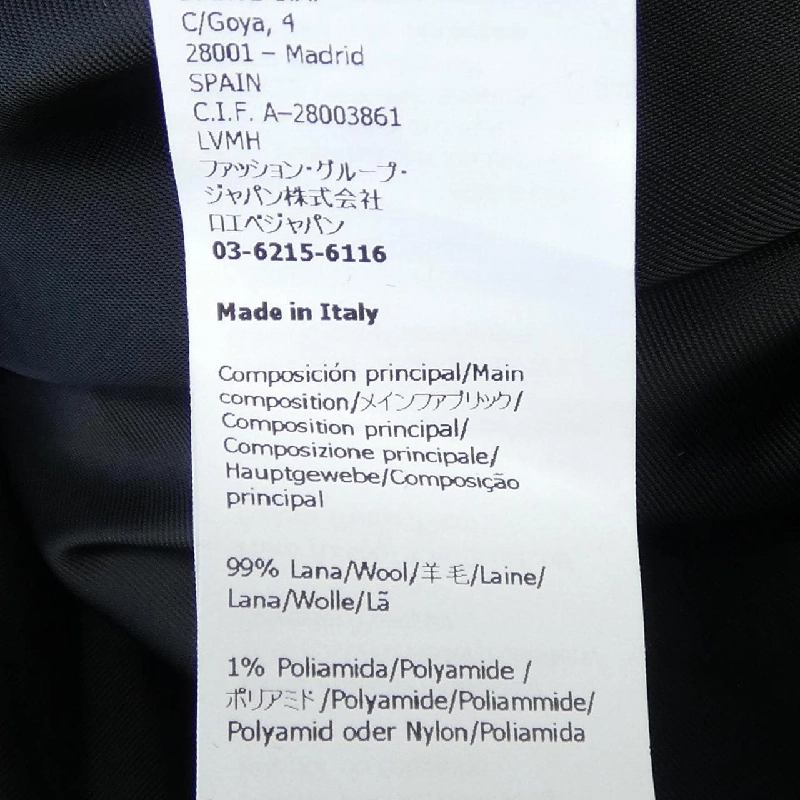 C/Goya, 4
28001 – Madrid
SPAIN
C.I.F. A-28003861
LVMH
ファッション・グループ・
ジャパン株式会社
ロエベジャパン
03-6215-6116
Made in Italy
Composición principal/Main
composition/メインファブリック/
Composition principal/
Composizione principale/
Hauptgewebe/Composição
principal
99% Lana/Wool/羊毛/Laine/
Lana/Wolle/Lã
1% Poliamida/Polyamide /
ポリアミド/Polyamide/Poliammide/
Polyamid oder Nylon/Poliamida